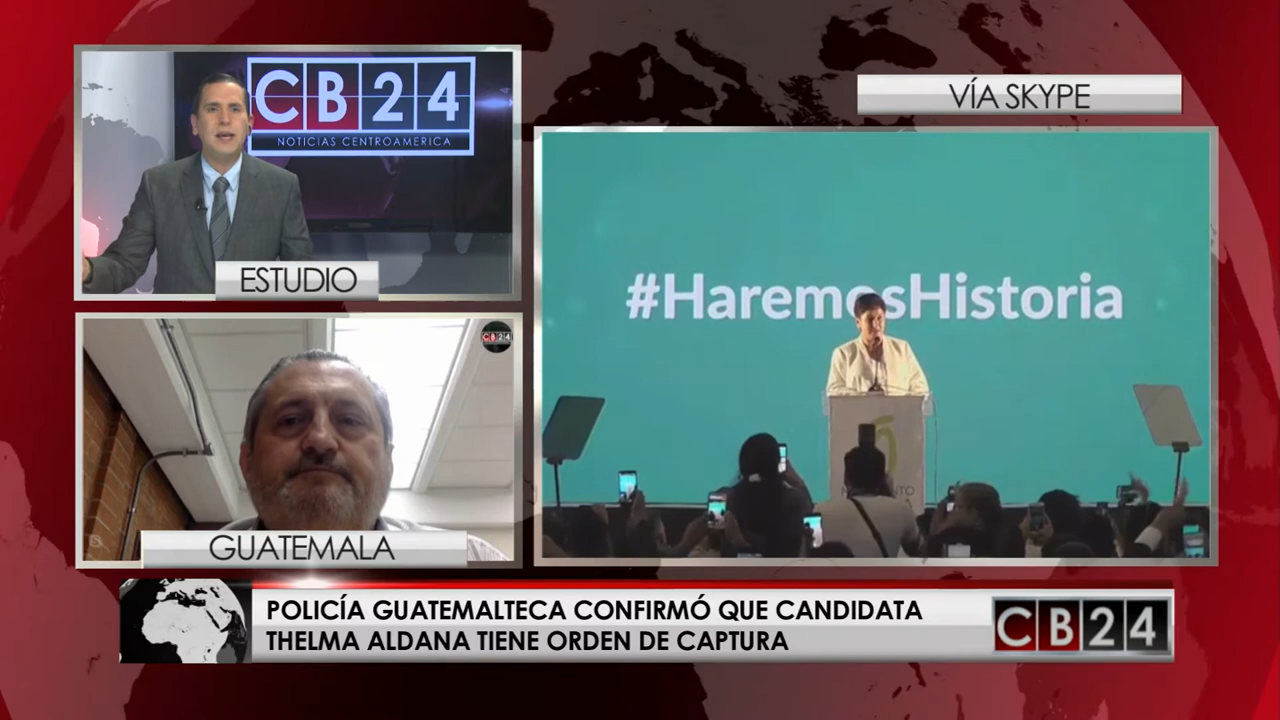 CB24
NOTICIAS CENTROAMERICA
ESTUDIO
VÍA SKYPE
#HaremosHistoria
CB24
GUATEMALA
POLICÍA GUATEMALTECA CONFIRMÓ QUE CANDIDATA
THELMA ALDANA TIENE ORDEN DE CAPTURA
CB24